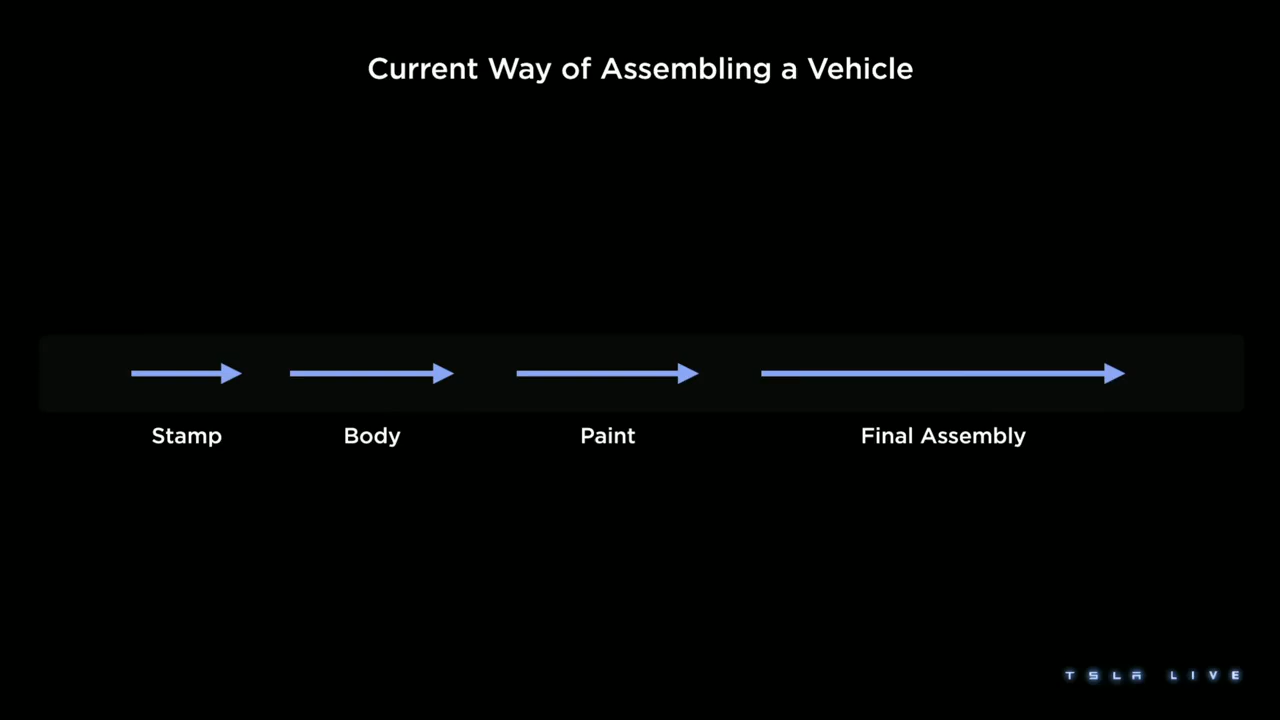 Current Way of Assembling a Vehicle
Stamp
Body
Paint
Final Assembly
TSLA LIVE